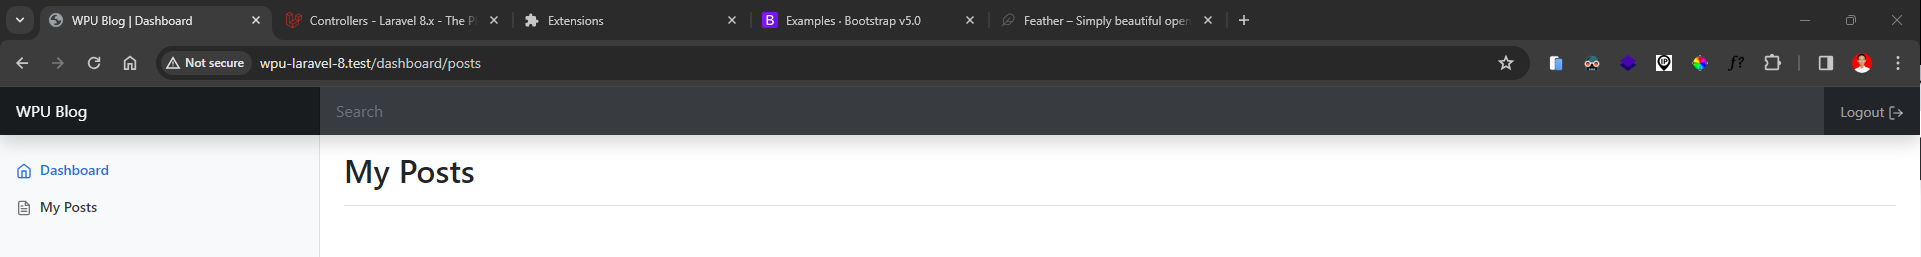 WPU Blog | Dashboard
Controllers - Laravel 8.x - The P
Extensions
B
Examples · Bootstrap v5.0
Feather – Simply beautiful open
Not secure
wpu-laravel-8.test/dashboard/posts
f?
WPU Blog
Search
Logout
Dashboard
My Posts
My Posts